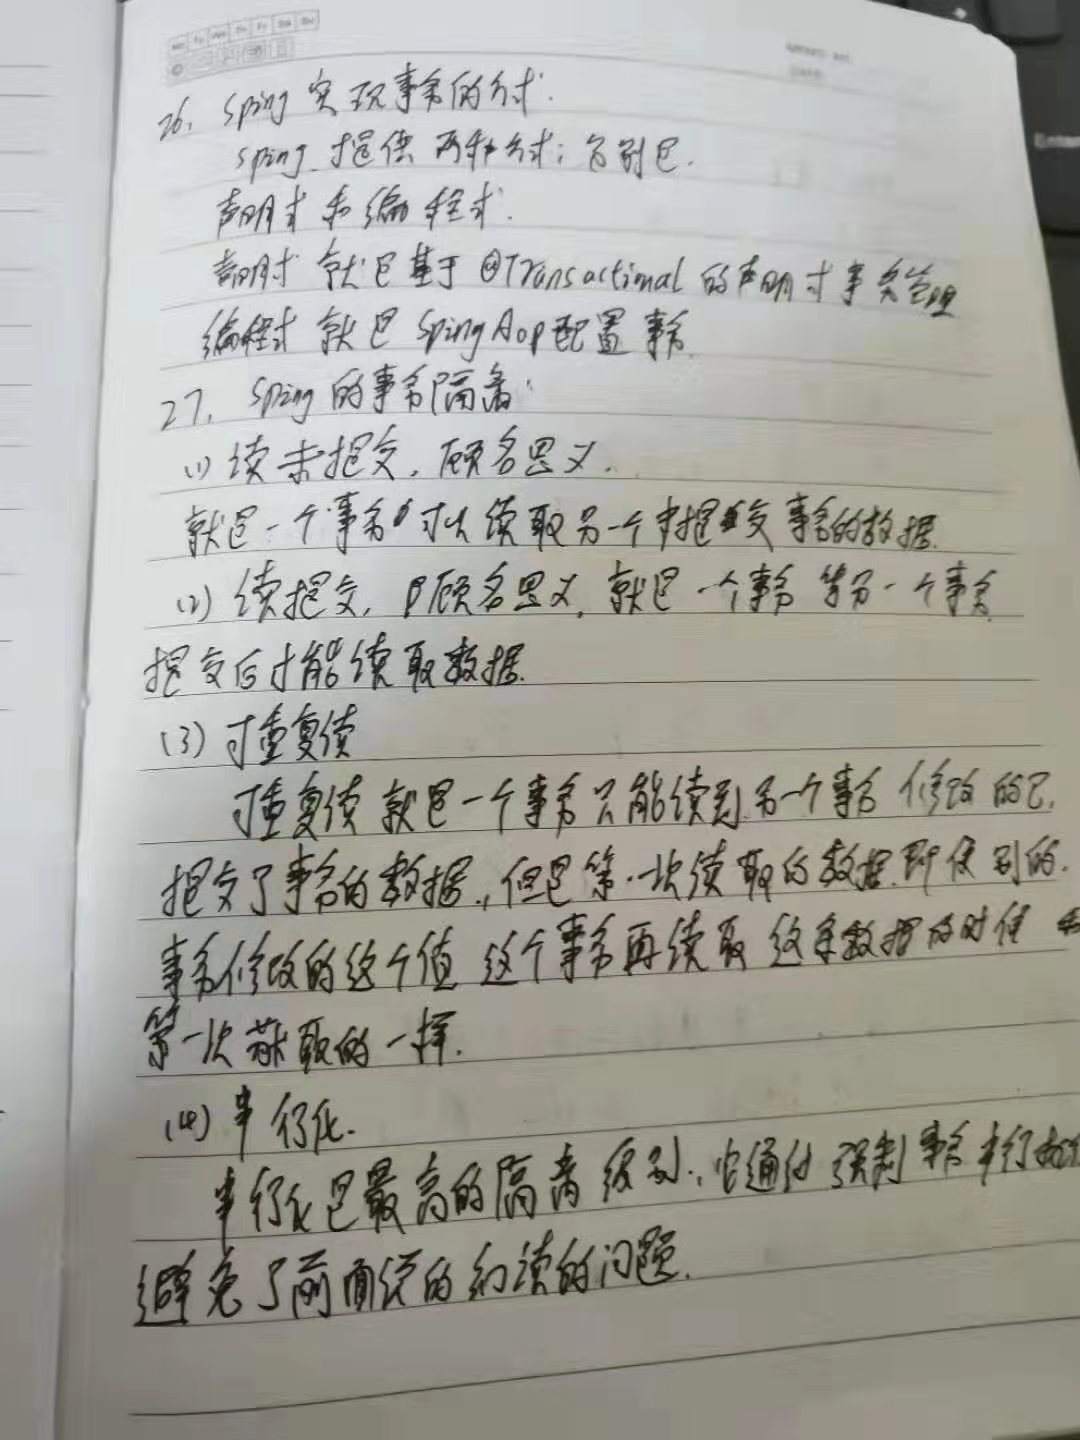 26. Sping 实现事务的方式.
Sping 提供两种方式: 分别是.
声明式和编程式.
声明式 就是基于@Transactional 的声明式事务管理
编程式 就是 SpingAop配置事务
27. Sping 的事务隔离:
(1) 读未提交, 顾名思义,
就是一个事务可以读取另一个未提交事务的数据.
(2) 读提交, 顾名思义, 就是一个事务等另一个事务
提交后才能读取数据.
(3) 可重复读
可重复读就是一个事务只能读到另一个事务修改的已
提交了事务的数据, 但是第一次读取的数据, 即使别的
事务修改的这个值, 这个事务再读取这条数据的时候和
第一次获取的一样.
(4) 串行化.
串行化是最高的隔离级别, 它通过强制事务串行
避免了前面说的幻读的问题.